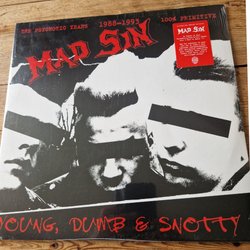 THE PSYCHOTIC YEARS 1988-1993 100% PRIMITIVE
MAD SIN
MAD SIN
YOUNG, DUMB & SNOTTY